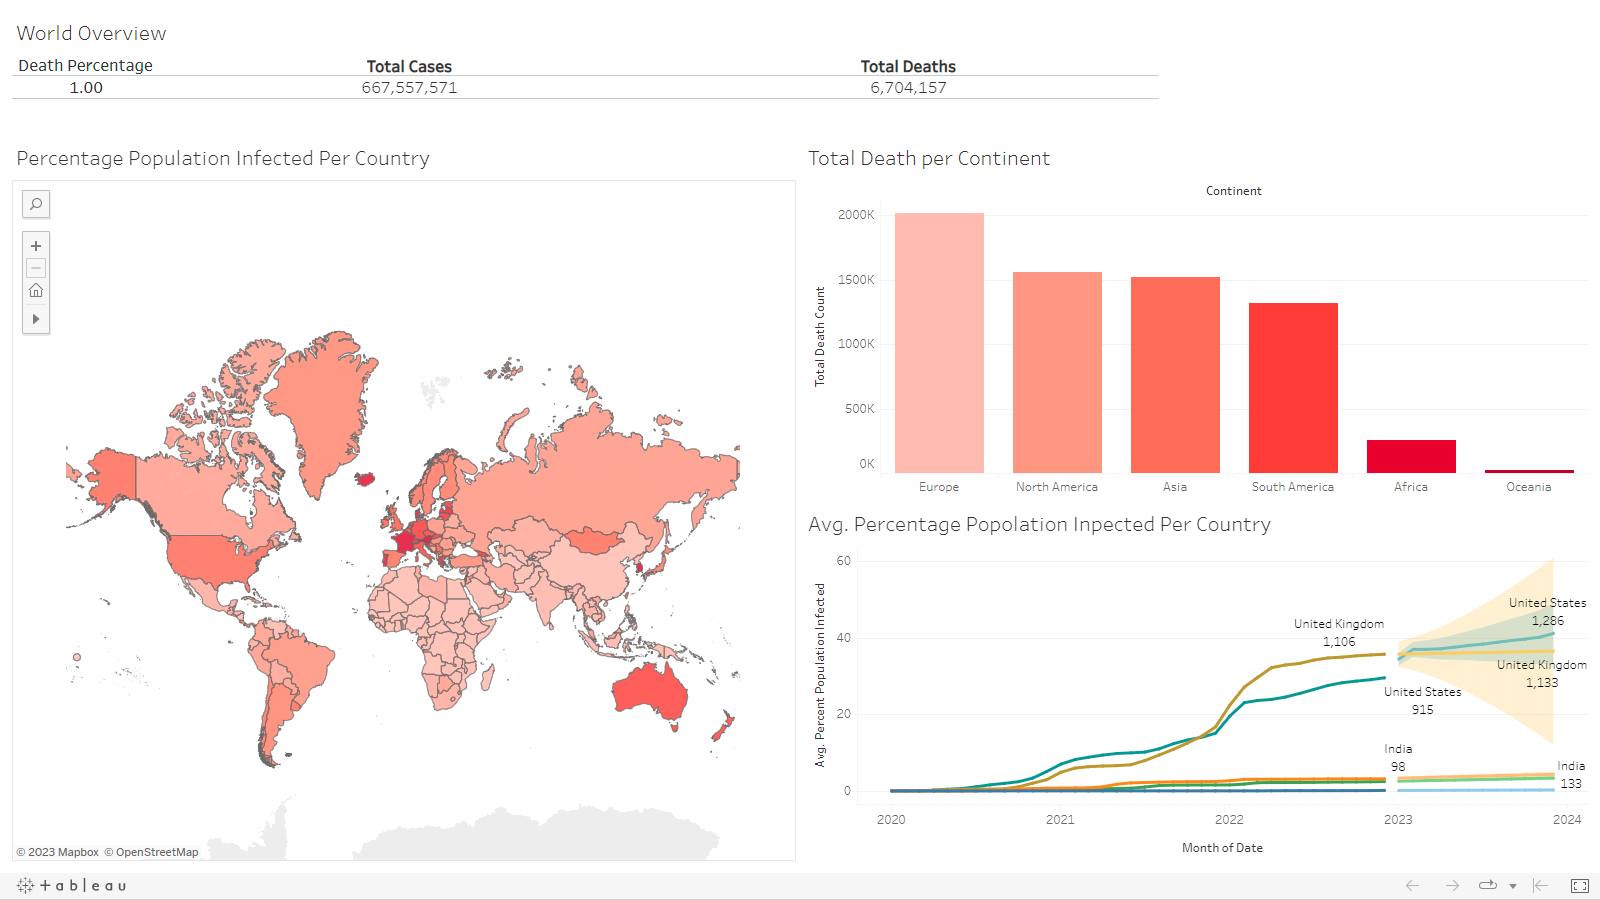 World Overview
Death Percentage Total Cases Total Deaths
1.00 667,557,571 6,704,157
Percentage Population Infected Per Country
© 2023 Mapbox © OpenStreetMap
Total Death per Continent
Continent
Total Death Count
2000K
1500K
1000K
500K
0K
Europe North America Asia South America Africa Oceania
Avg. Percentage Popolation Inpected Per Country
Avg. Percent Population Infected
60
40
20
0
United Kingdom
1,106
United States
1,286
United Kingdom
1,133
United States
915
India
98
India
133
2020 2021 2022 2023 2024
Month of Date
+ableau